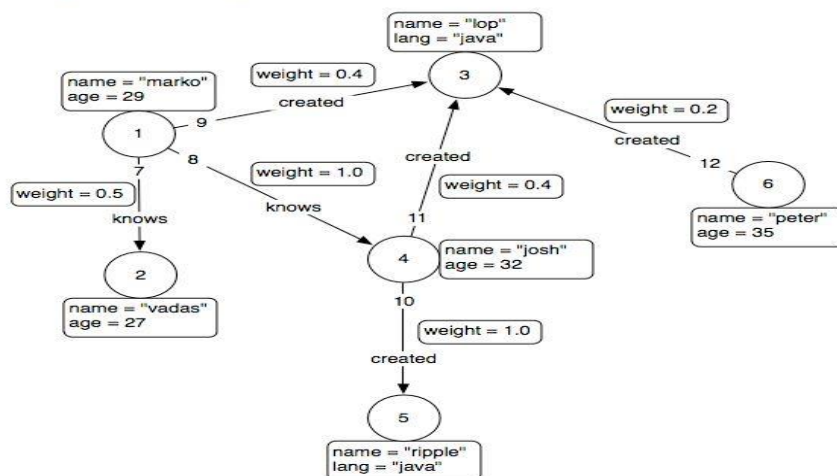 name = "lop"
lang = "java"
weight = 0.4
3
name = "marko"
age = 29
created
weight = 0.2
9
1
created
8
7
weight = 1.0
created
12
weight = 0.5
6
knows
weight = 0.4
knows
11
name = "peter"
age = 35
4
name = "josh"
age = 32
2
10
name = "vadas"
age = 27
weight = 1.0
created
5
name = "ripple"
lang = "java"